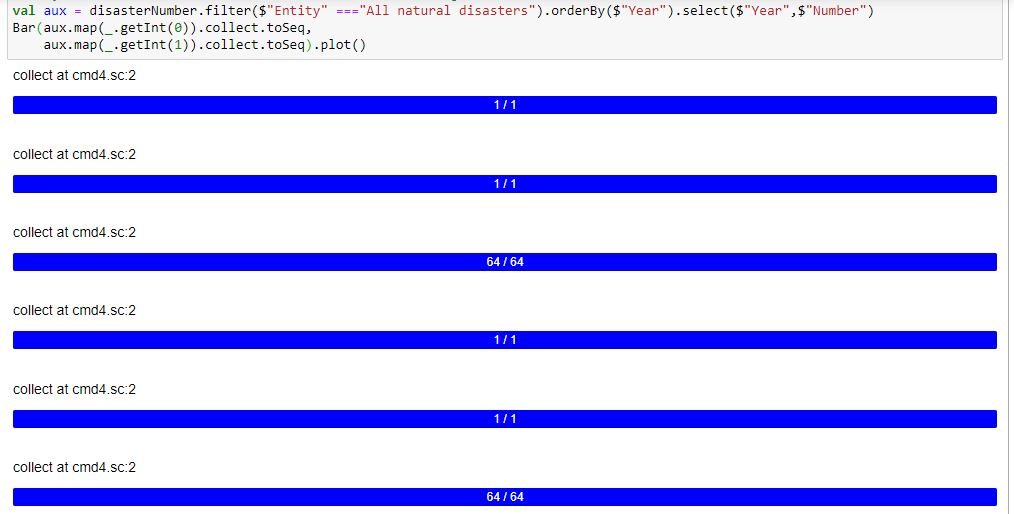 val aux = disasterNumber.filter($"Entity" ==="All natural disasters").orderBy($"Year").select($"Year",$"Number")
Bar(aux.map(_.getInt(0)).collect.toSeq,
    aux.map(_.getInt(1)).collect.toSeq).plot()
collect at cmd4.sc:2
1 / 1
collect at cmd4.sc:2
1 / 1
collect at cmd4.sc:2
64 / 64
collect at cmd4.sc:2
1 / 1
collect at cmd4.sc:2
1 / 1
collect at cmd4.sc:2
64 / 64